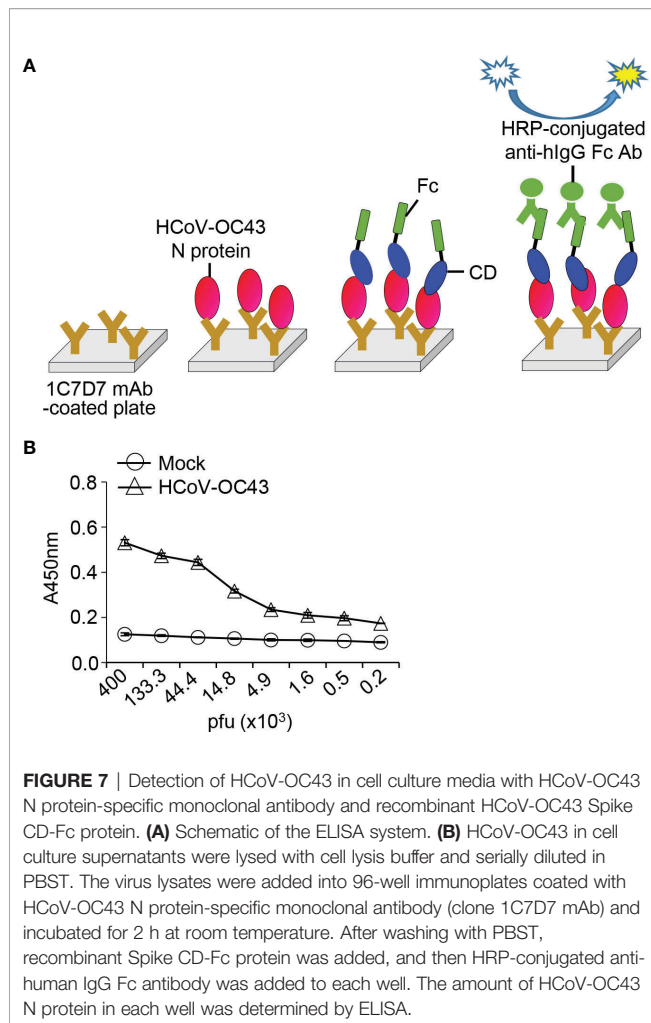 A
HRP-conjugated
anti-hIgG Fc Ab
Fc
HCoV-OC43
N protein
CD
1C7D7 mAb
-coated plate
B
Mock
HCoV-OC43
0.8
0.6
0.4
0.2
0.0
A450nm
400
133.3
44.4
14.8
4.9
1.6
0.5
0.2
pfu (x10³)
FIGURE 7 | Detection of HCoV-OC43 in cell culture media with HCoV-OC43
N protein-specific monoclonal antibody and recombinant HCoV-OC43 Spike
CD-Fc protein. (A) Schematic of the ELISA system. (B) HCoV-OC43 in cell
culture supernatants were lysed with cell lysis buffer and serially diluted in
PBST. The virus lysates were added into 96-well immunoplates coated with
HCoV-OC43 N protein-specific monoclonal antibody (clone 1C7D7 mAb) and
incubated for 2 h at room temperature. After washing with PBST,
recombinant Spike CD-Fc protein was added, and then HRP-conjugated anti-
human IgG Fc antibody was added to each well. The amount of HCoV-OC43
N protein in each well was determined by ELISA.